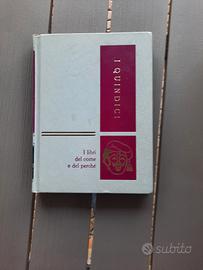 I QUINDICI
I libri
del come
e del perché
subito